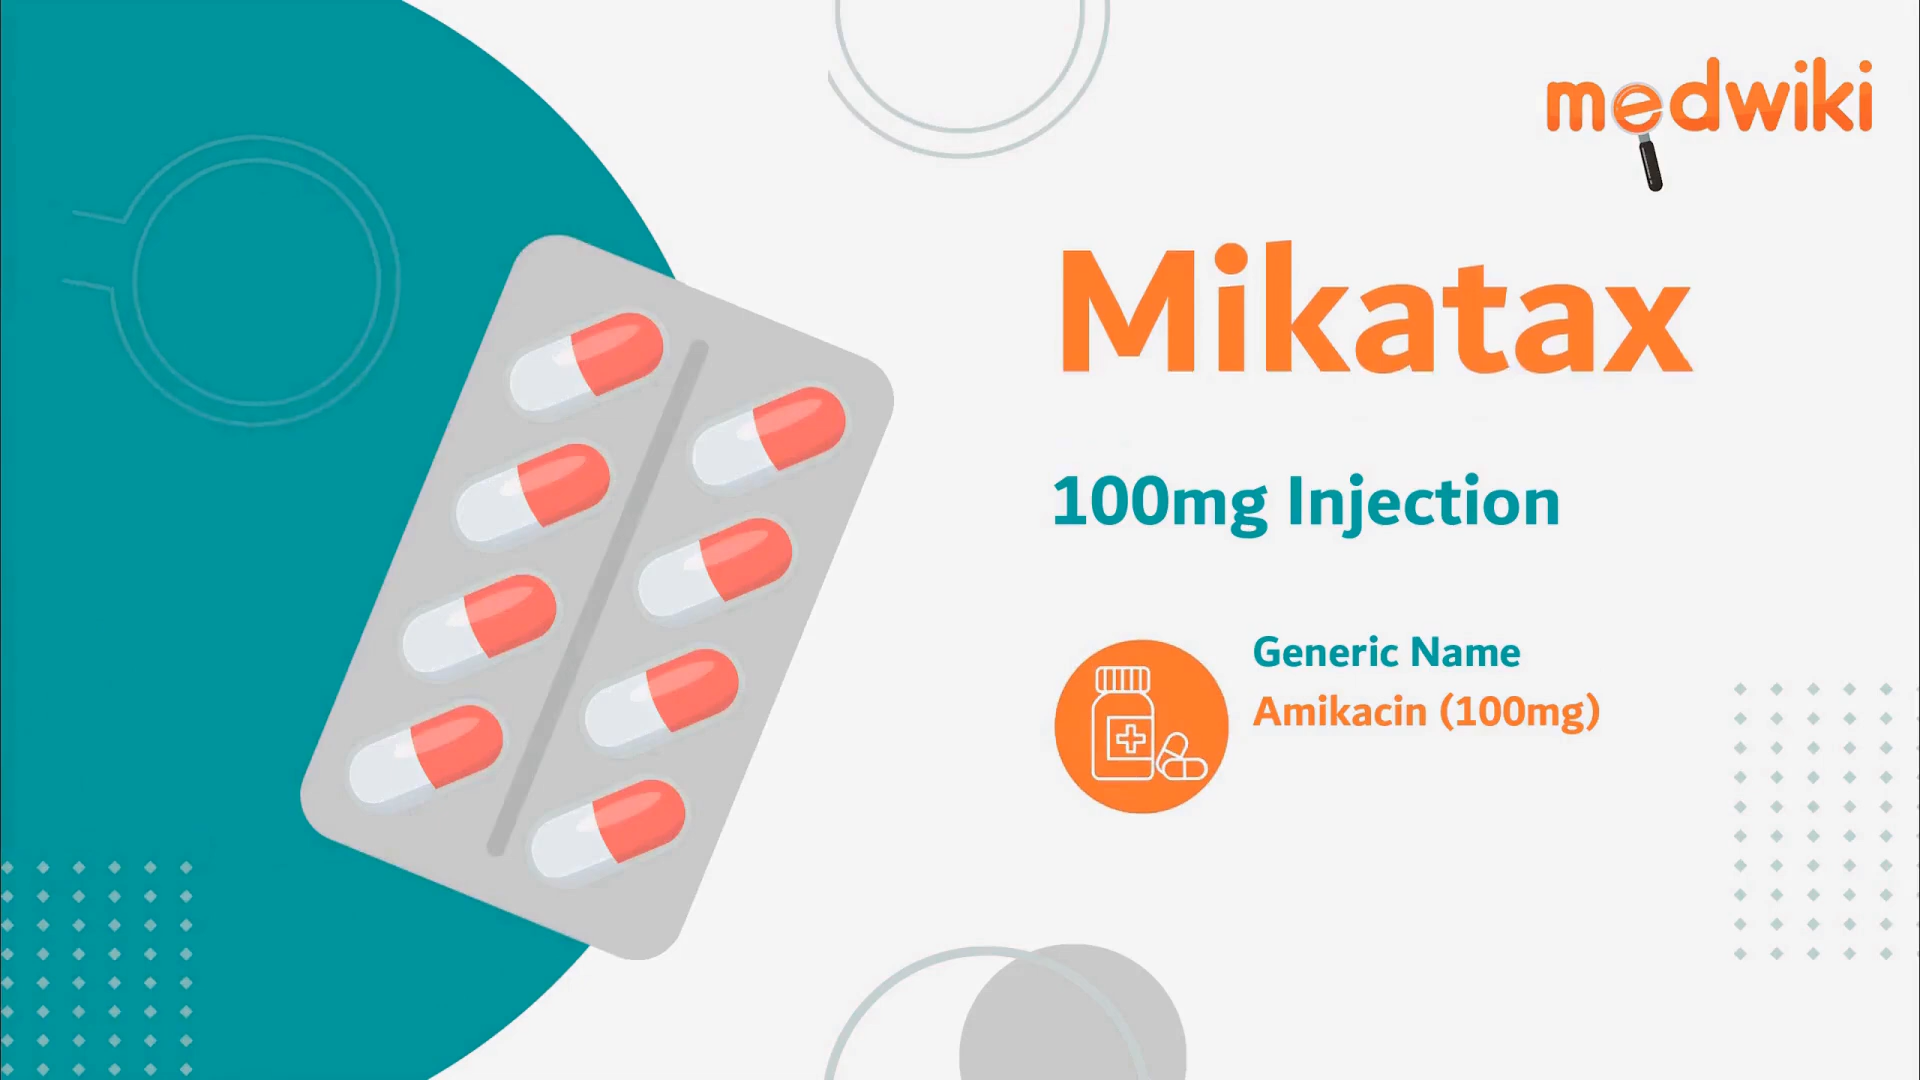 medwiki
Mikatax
100mg Injection
Generic Name
Amikacin (100mg)